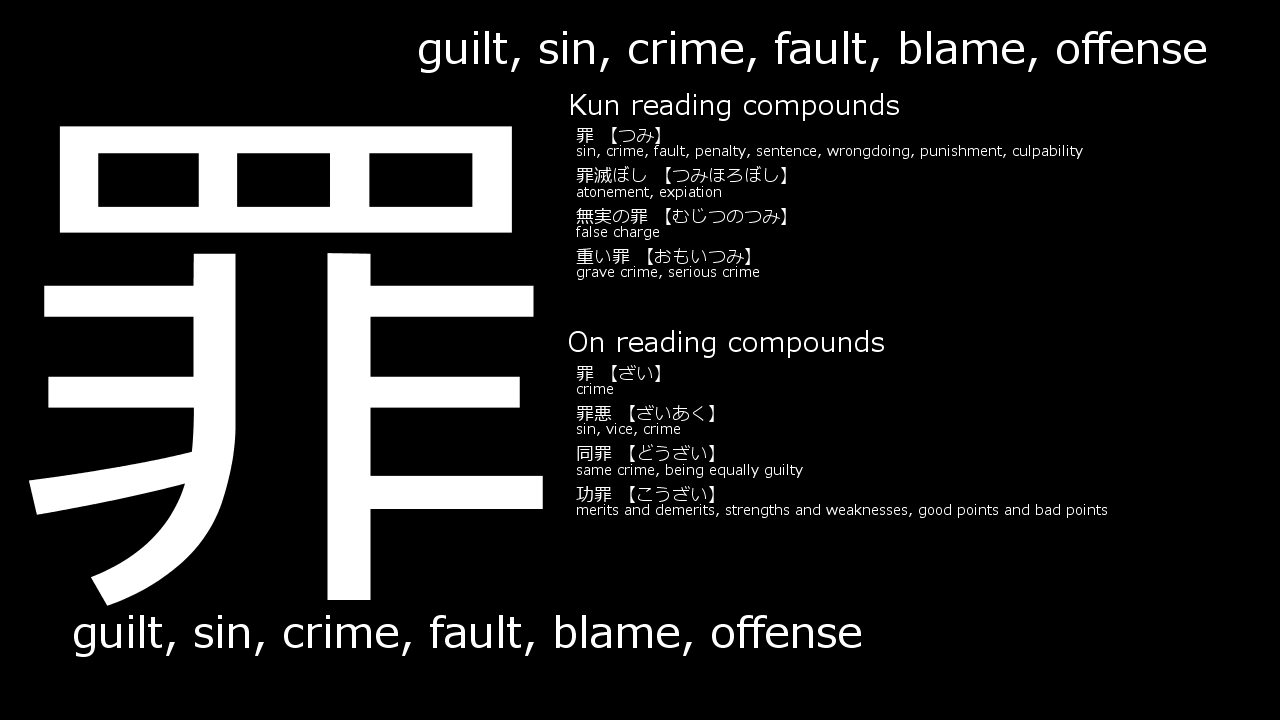 guilt, sin, crime, fault, blame, offense
罪
Kun reading compounds
罪 【つみ】
sin, crime, fault, penalty, sentence, wrongdoing, punishment, culpability
罪滅ぼし 【つみほろぼし】
atonement, expiation
無実の罪 【むじつのつみ】
false charge
重い罪 【おもいつみ】
grave crime, serious crime
On reading compounds
罪 【ざい】
crime
罪悪 【ざいあく】
sin, vice, crime
同罪 【どうざい】
same crime, being equally guilty
功罪 【こうざい】
merits and demerits, strengths and weaknesses, good points and bad points
guilt, sin, crime, fault, blame, offense